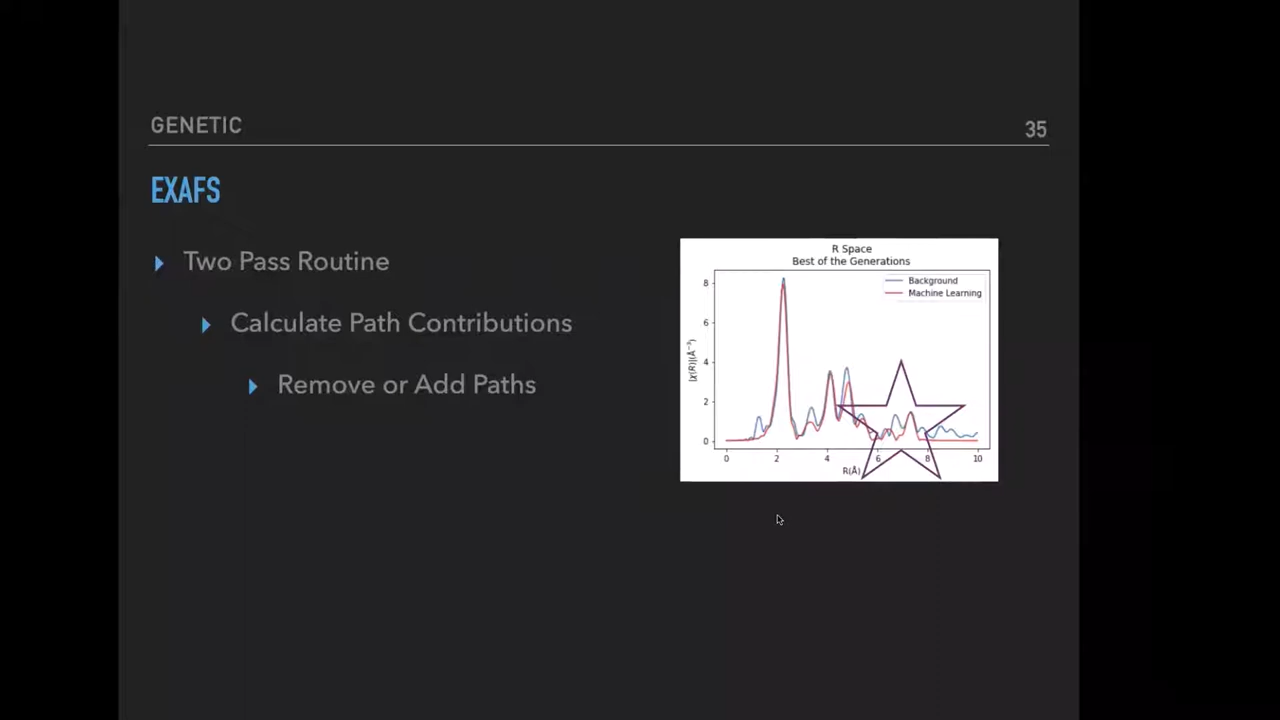 GENETIC
35
EXAFS
Two Pass Routine
Calculate Path Contributions
Remove or Add Paths
R Space
Best of the Generations
Background
Machine Learning
|χ(R)|(Å⁻³)
8
6
4
2
0
0 2 4 6 8 10
R(Å)